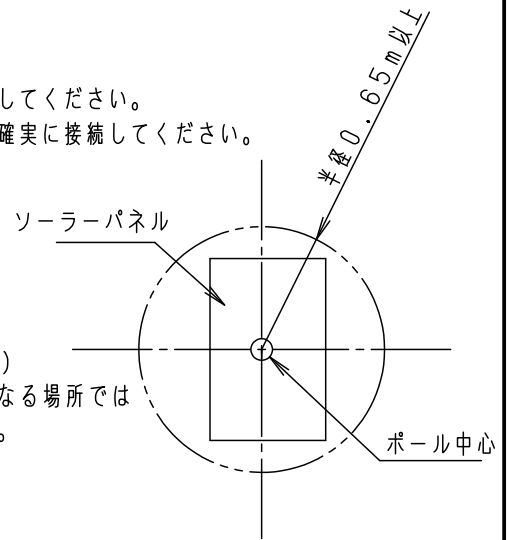 してください。
確実に接続してください。
半径0.65m以上
ソーラーパネル
)
なる場所では
。
ポール中心